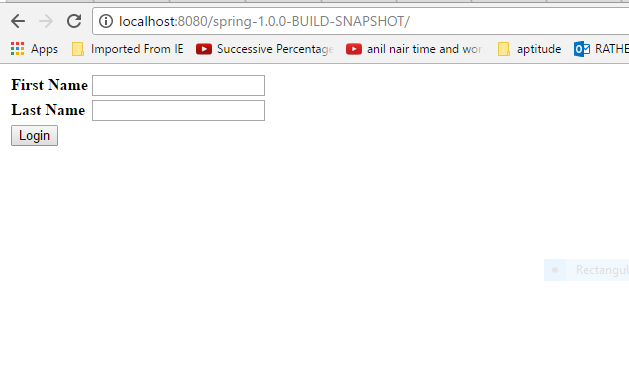 localhost:8080/spring-1.0.0-BUILD-SNAPSHOT/
Apps Imported From IE Successive Percentage anil nair time and wor aptitude RATHE
First Name
Last Name
Login
Rectangul